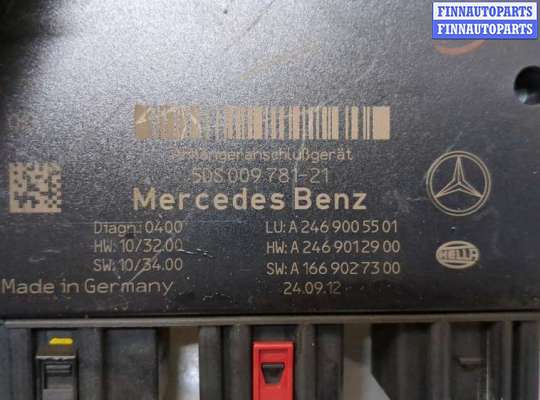 FINNAUTOPARTS
FINNAUTOPARTS
Anhängeranschlußgerät
5DS 009 781-21
Mercedes Benz
Diagn: 0400
LU: A 246 900 55 01
HW: 10/32.00
HW: A 246 901 29 00
SW: 10/34.00
SW: A 166 902 73 00
HELLA
Made in Germany
24.09.12